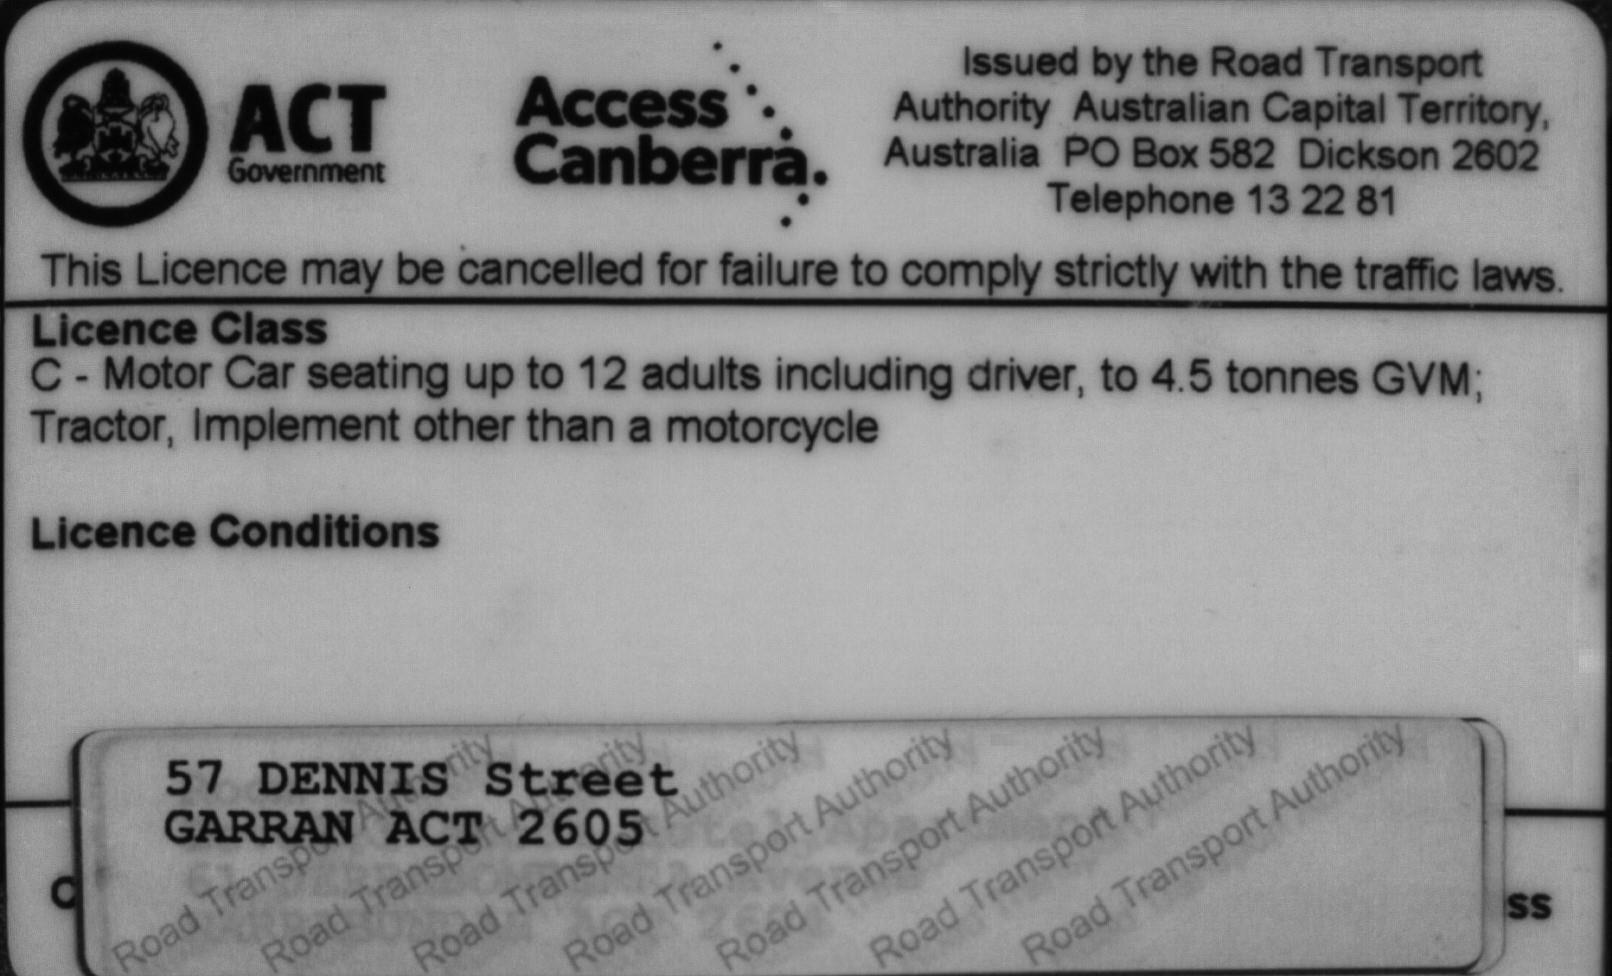 ACT
Government
Access
Canberra.
Issued by the Road Transport
Authority Australian Capital Territory,
Australia PO Box 582 Dickson 2602
Telephone 13 22 81
This Licence may be cancelled for failure to comply strictly with the traffic laws.
Licence Class
C - Motor Car seating up to 12 adults including driver, to 4.5 tonnes GVM;
Tractor, Implement other than a motorcycle
Licence Conditions
57 DENNIS Street
GARRAN ACT 2605
Road Transport Authority Road Transport Authority Road Transport Authority Road Transport Authority Road Transport Authority Road Transport Authority Road Transport Authority